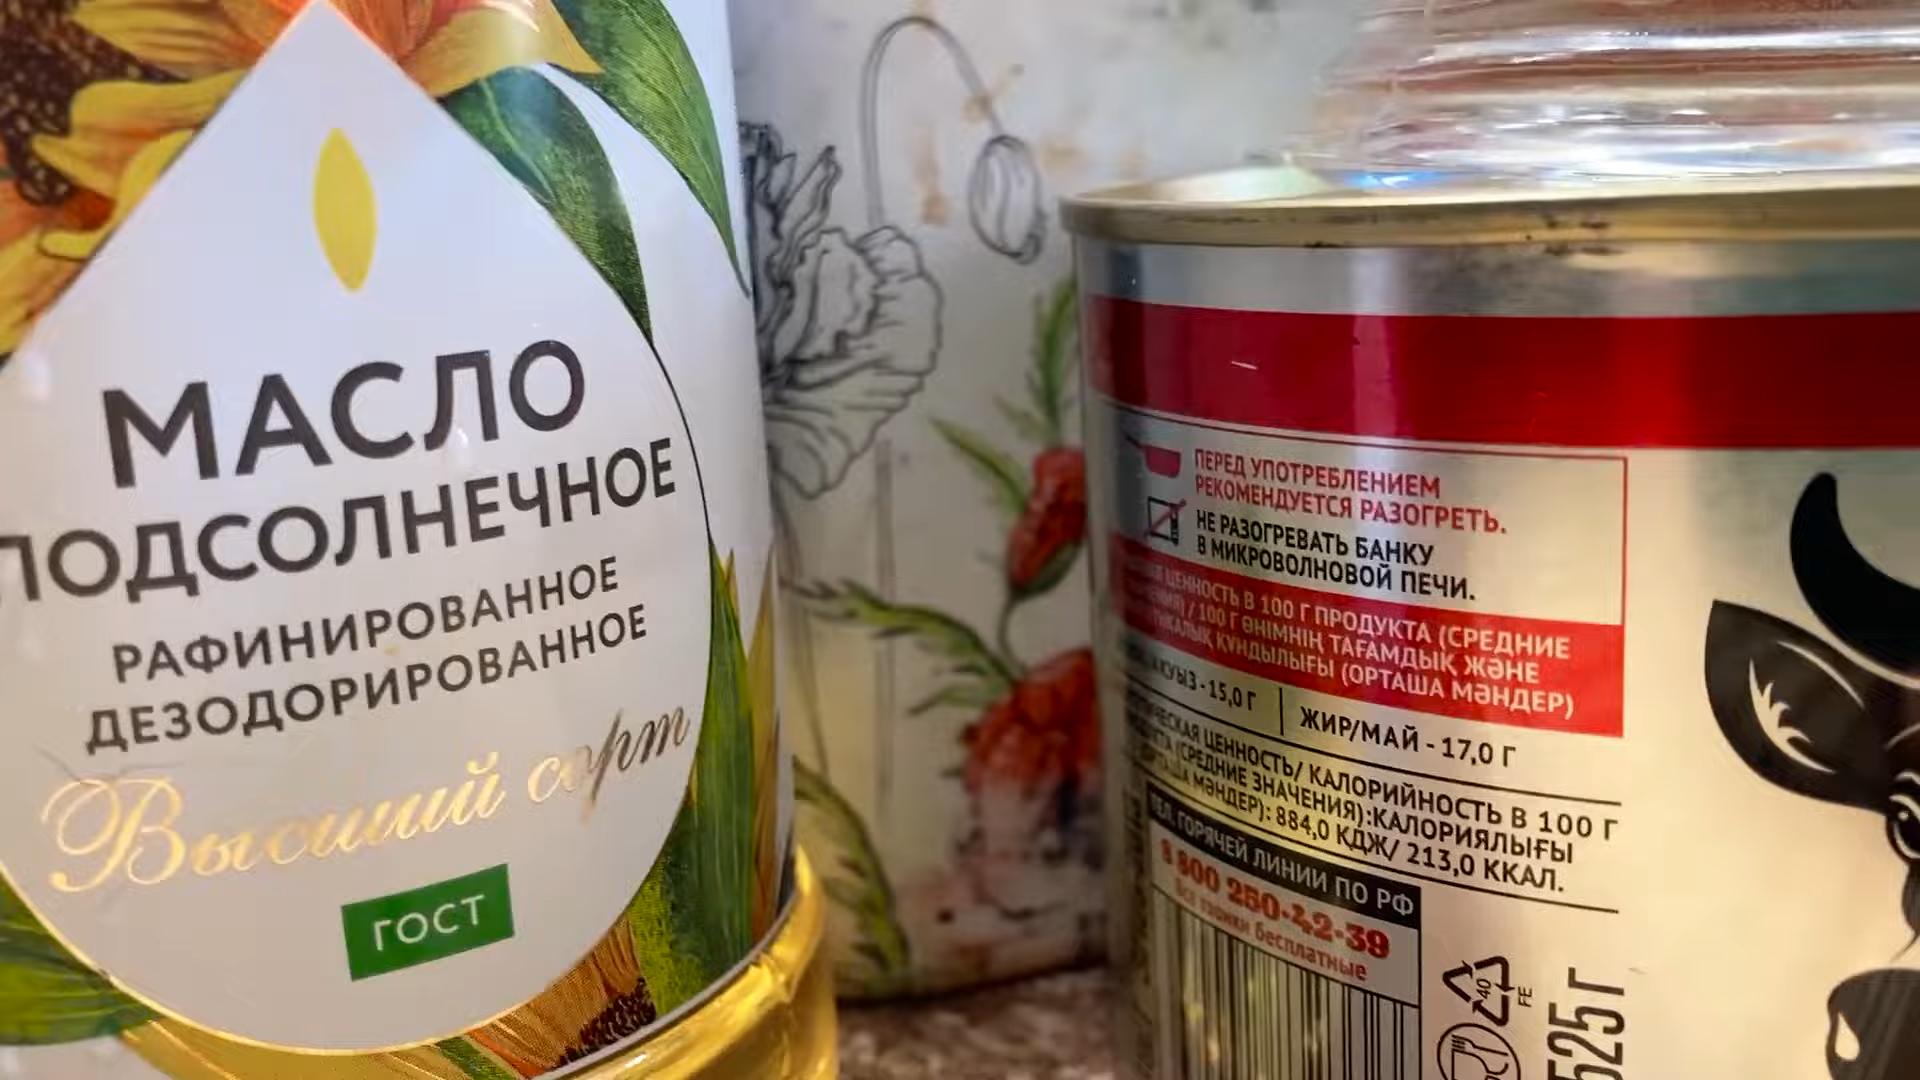 МАСЛО
ПОДСОЛНЕЧНОЕ
РАФИНИРОВАННОЕ
ДЕЗОДОРИРОВАННОЕ
Высший сорт
ГОСТ
ПЕРЕД УПОТРЕБЛЕНИЕМ
РЕКОМЕНДУЕТСЯ РАЗОГРЕТЬ.
НЕ РАЗОГРЕВАТЬ БАНКУ
В МИКРОВОЛНОВОЙ ПЕЧИ.
ЦЕННОСТЬ В 100 Г ПРОДУКТА (СРЕДНИЕ
/ 100 Г ӨНІМНІҢ ТАҒАМДЫҚ ЖӘНЕ
ҚҰНДЫЛЫҒЫ (ОРТАША МӘНДЕР)
- 15,0 Г
ЖИР/МАЙ - 17,0 Г
ЦЕННОСТЬ/ КАЛОРИЙНОСТЬ В 100 Г
(СРЕДНИЕ ЗНАЧЕНИЯ):КАЛОРИЯЛЫҒЫ
МӘНДЕР): 884,0 КДЖ/ 213,0 ККАЛ.
ТЕЛ. ГОРЯЧЕЙ ЛИНИИ ПО РФ
8 800 250-42-39
Все звонки бесплатные
40
FE
525 г